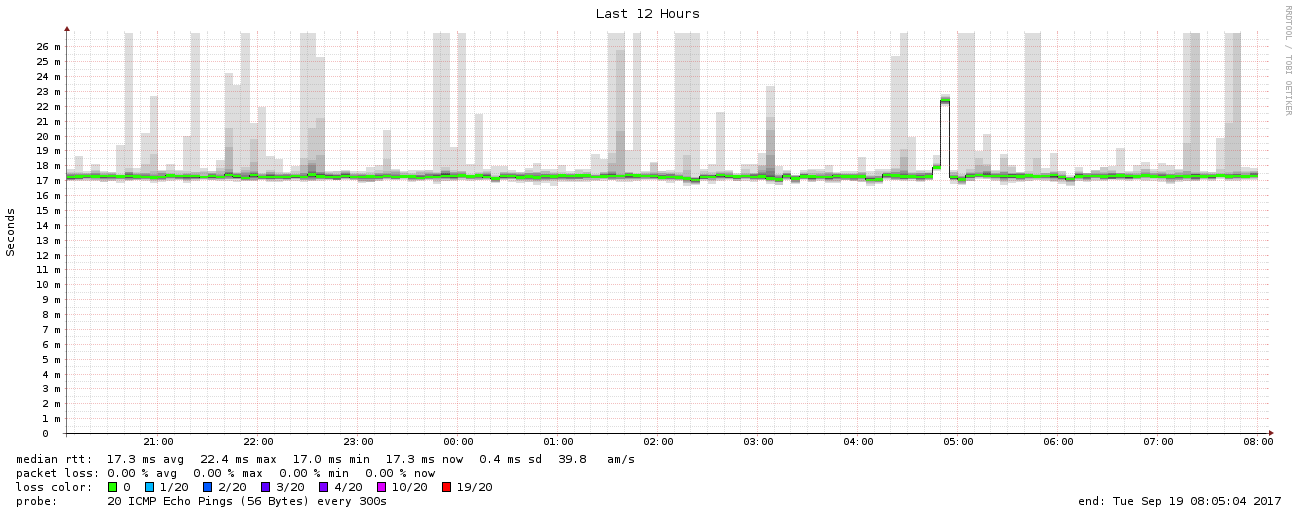 Last 12 Hours
RRDTOOL / TOBI OETIKER
Seconds
26 m
25 m
24 m
23 m
22 m
21 m
20 m
19 m
18 m
17 m
16 m
15 m
14 m
13 m
12 m
11 m
10 m
9 m
8 m
7 m
6 m
5 m
4 m
3 m
2 m
1 m
0
21:00 22:00 23:00 00:00 01:00 02:00 03:00 04:00 05:00 06:00 07:00 08:00
median rtt: 17.3 ms avg 22.4 ms max 17.0 ms min 17.3 ms now 0.4 ms sd 39.8 am/s
packet loss: 0.00 % avg 0.00 % max 0.00 % min 0.00 % now
loss color: 0 1/20 2/20 3/20 4/20 10/20 19/20
probe: 20 ICMP Echo Pings (56 Bytes) every 300s end: Tue Sep 19 08:05:04 2017